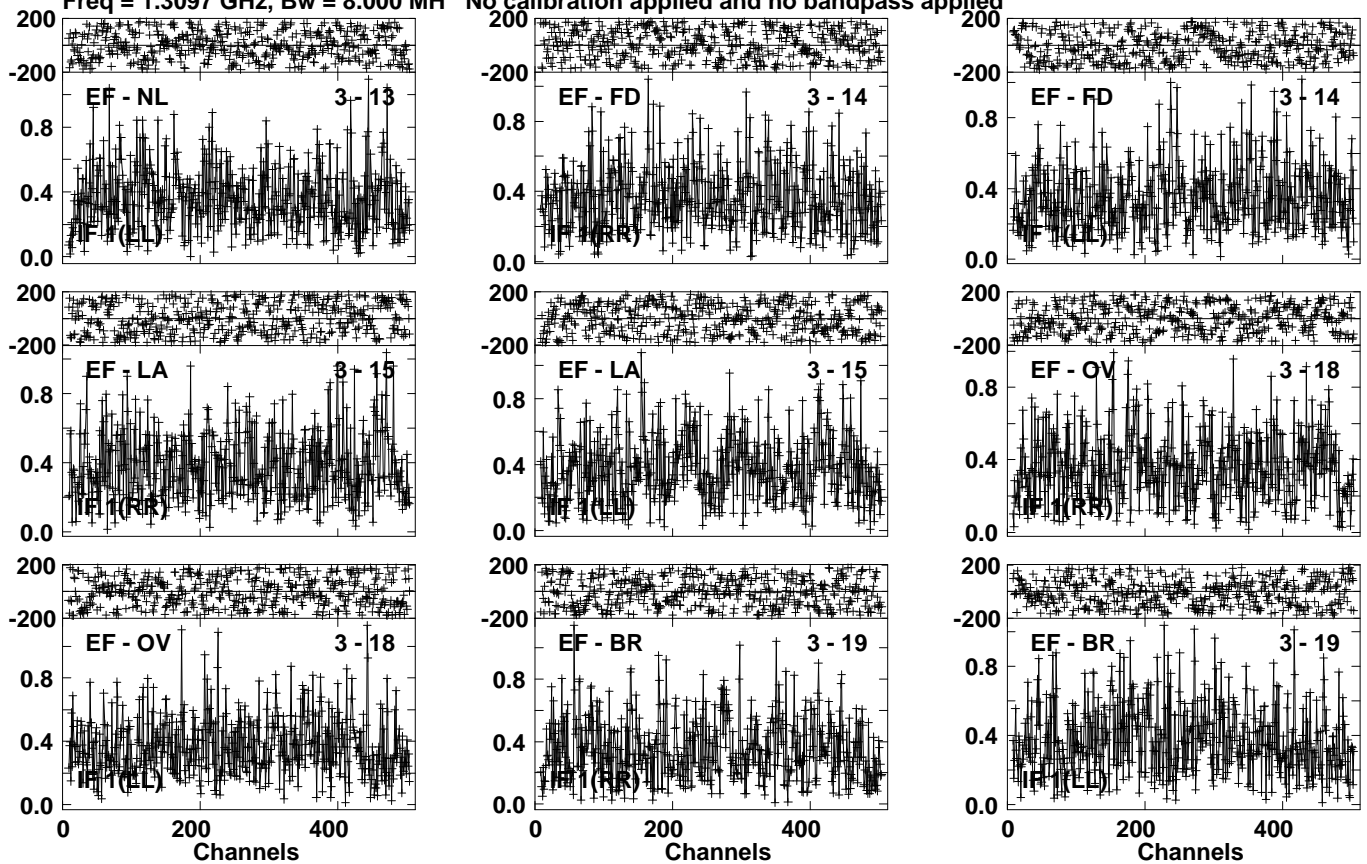 Freq = 1.3097 GHz, Bw = 8.000 MH No calibration applied and no bandpass applied
200
-200
EF - NL 3 - 13
0.8
0.4
IF 1(LL)
0.0
200
-200
EF - FD 3 - 14
0.8
0.4
IF 1(RR)
0.0
200
-200
EF - FD 3 - 14
0.8
0.4
IF 1(LL)
0.0
200
-200
EF - LA 3 - 15
0.8
0.4
IF 1(RR)
0.0
200
-200
EF - LA 3 - 15
0.8
0.4
IF 1(LL)
0.0
200
-200
EF - OV 3 - 18
0.8
0.4
IF 1(RR)
0.0
200
-200
EF - OV 3 - 18
0.8
0.4
IF 1(LL)
0.0
0 200 400
Channels
200
-200
EF - BR 3 - 19
0.8
0.4
IF 1(RR)
0.0
0 200 400
Channels
200
-200
EF - BR 3 - 19
0.8
0.4
IF 1(LL)
0.0
0 200 400
Channels